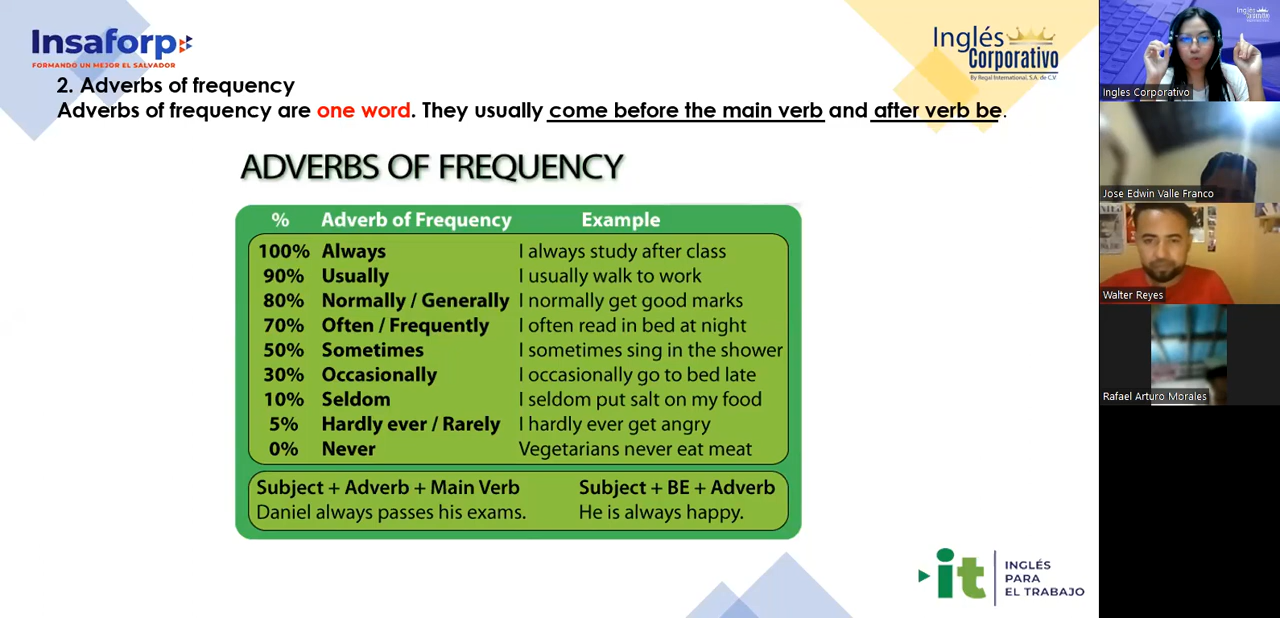 Insaforp
FORMANDO UN MEJOR EL SALVADOR
Inglés
Corporativo
By Regal International, S.A. de C.V
2. Adverbs of frequency
Adverbs of frequency are one word. They usually come before the main verb and after verb be.
ADVERBS OF FREQUENCY
% Adverb of Frequency Example
100% Always I always study after class
90% Usually I usually walk to work
80% Normally / Generally I normally get good marks
70% Often / Frequently I often read in bed at night
50% Sometimes I sometimes sing in the shower
30% Occasionally I occasionally go to bed late
10% Seldom I seldom put salt on my food
5% Hardly ever / Rarely I hardly ever get angry
0% Never Vegetarians never eat meat
Subject + Adverb + Main Verb Subject + BE + Adverb
Daniel always passes his exams. He is always happy.
it
INGLÉS
PARA
EL TRABAJO
Ingles Corporativo
Jose Edwin Valle Franco
Walter Reyes
Rafael Arturo Morales